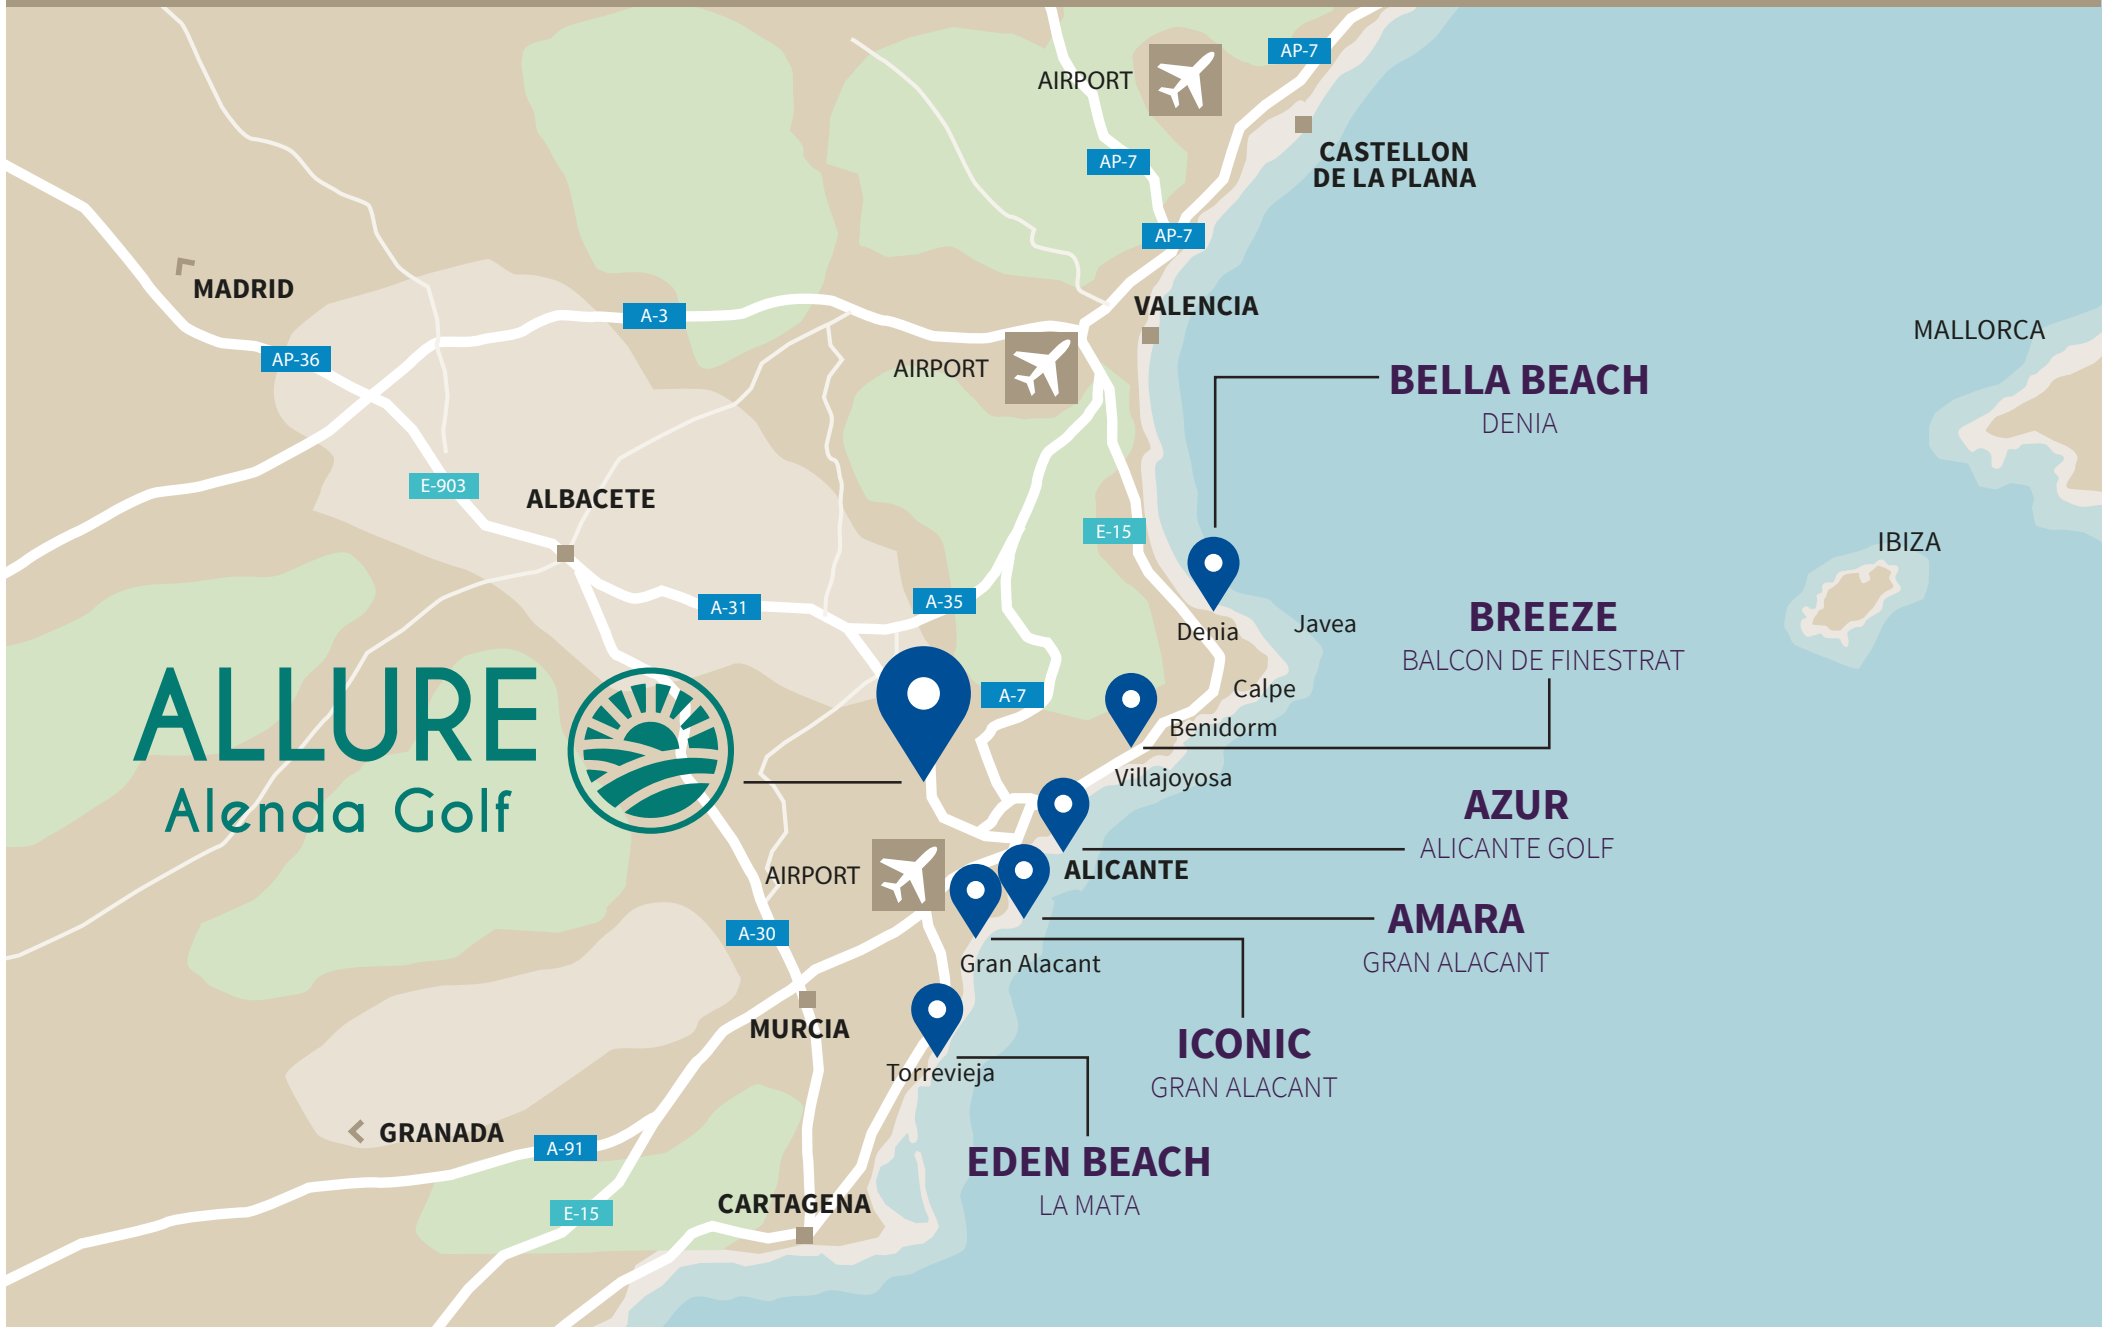 AP-7
AIRPORT
CASTELLON
DE LA PLANA
AP-7
AP-7
MADRID
VALENCIA
A-3
MALLORCA
AP-36
AIRPORT
BELLA BEACH
DENIA
E-903
ALBACETE
E-15
IBIZA
A-31
A-35
Denia
Javea
BREEZE
BALCON DE FINESTRAT
ALLURE
Alenda Golf
A-7
Calpe
Benidorm
Villajoyosa
AZUR
ALICANTE GOLF
AIRPORT
ALICANTE
AMARA
GRAN ALACANT
A-30
Gran Alacant
MURCIA
ICONIC
GRAN ALACANT
Torrevieja
GRANADA
A-91
EDEN BEACH
LA MATA
CARTAGENA
E-15